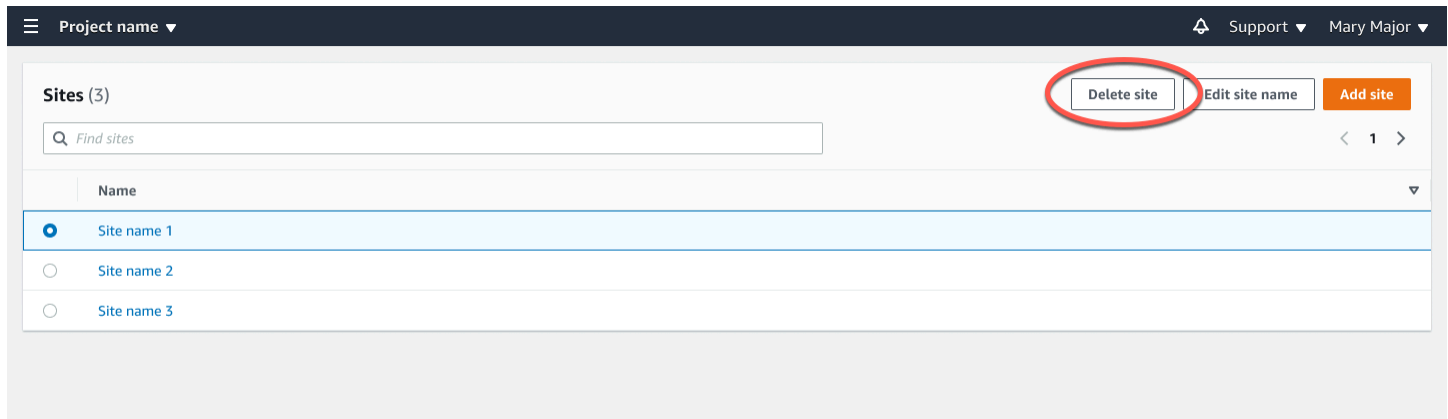 Project name Support Mary Major
Sites (3) Delete site Edit site name Add site
Find sites 1
Name
Site name 1
Site name 2
Site name 3